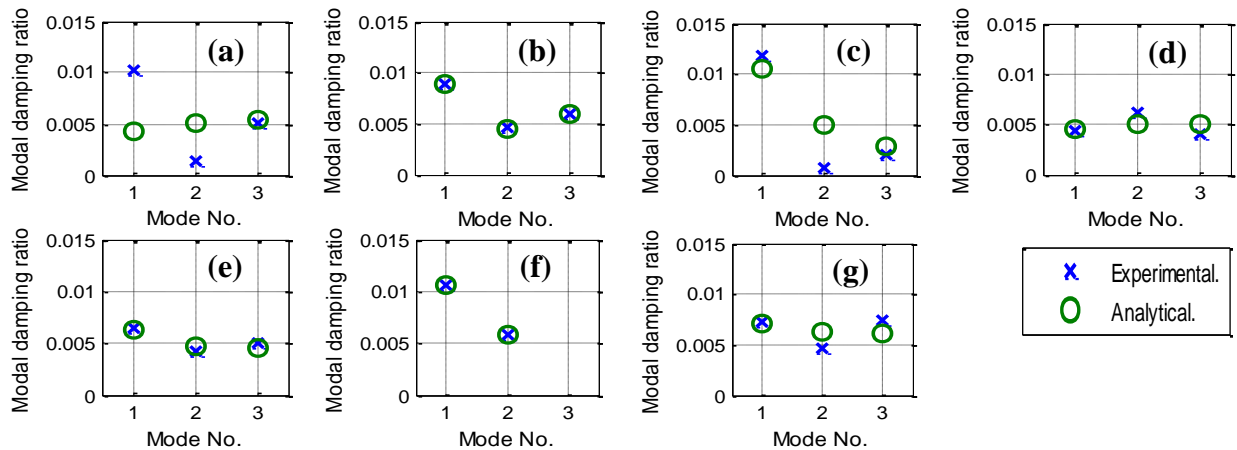 Modal damping ratio
0.015
0.01
0.005
0
(a)
1 2 3
Mode No.
Modal damping ratio
0.015
0.01
0.005
0
(b)
1 2 3
Mode No.
Modal damping ratio
0.015
0.01
0.005
0
(c)
1 2 3
Mode No.
Modal damping ratio
0.015
0.01
0.005
0
(d)
1 2 3
Mode No.
Modal damping ratio
0.015
0.01
0.005
0
(e)
1 2 3
Mode No.
Modal damping ratio
0.015
0.01
0.005
0
(f)
1 2 3
Mode No.
Modal damping ratio
0.015
0.01
0.005
0
(g)
1 2 3
Mode No.
Experimental.
Analytical.